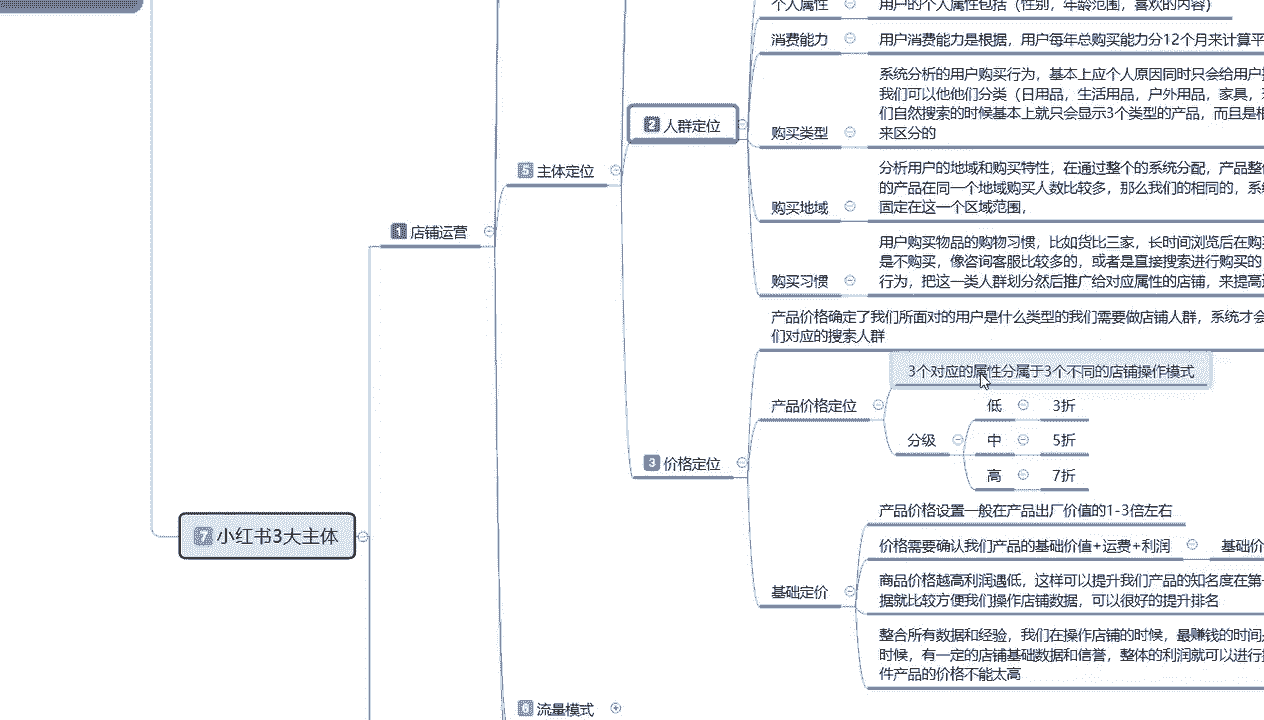 个人属性
用户的个人属性包括（性别，年龄范围，喜欢的内容）
消费能力
用户消费能力是根据，用户每年总购买能力分12个月来计算平
系统分析的用户购买行为，基本上应个人原因同时只会给用户
我们可以他他们分类（日用品，生活用品，户外用品，家具，
们自然搜索的时候基本上就只会显示3个类型的产品，而且是根
来区分的
购买类型
2 人群定位
5 主体定位
分析用户的地域和购买特性，在通过整个的系统分配，产品整体
的产品在同一个地域购买人数比较多，那么我们的相同的，系统
固定在这一个区域范围，
购买地域
1 店铺运营
用户购买物品的购物习惯，比如货比三家，长时间浏览后在购买
是不购买，像咨询客服比较多的，或者是直接搜索进行购买的
行为，把这一类人群划分然后推广给对应属性的店铺，来提高
购买习惯
产品价格确定了我们所面对的用户是什么类型的我们需要做店铺人群，系统才会
们对应的搜索人群
3个对应的属性分属于3个不同的店铺操作模式
产品价格定位
低
3折
分级
中
5折
高
7折
3 价格定位
产品价格设置一般在产品出厂价值的1-3倍左右
价格需要确认我们产品的基础价值+运费+利润
基础价
基础定价
商品价格越高利润遇低，这样可以提升我们产品的知名度在第一
据就比较方便我们操作店铺数据，可以很好的提升排名
整合所有数据和经验，我们在操作店铺的时候，最赚钱的时间
时候，有一定的店铺基础数据和信誉，整体的利润就可以进行
件产品的价格不能太高
7 小红书3大主体
流量模式